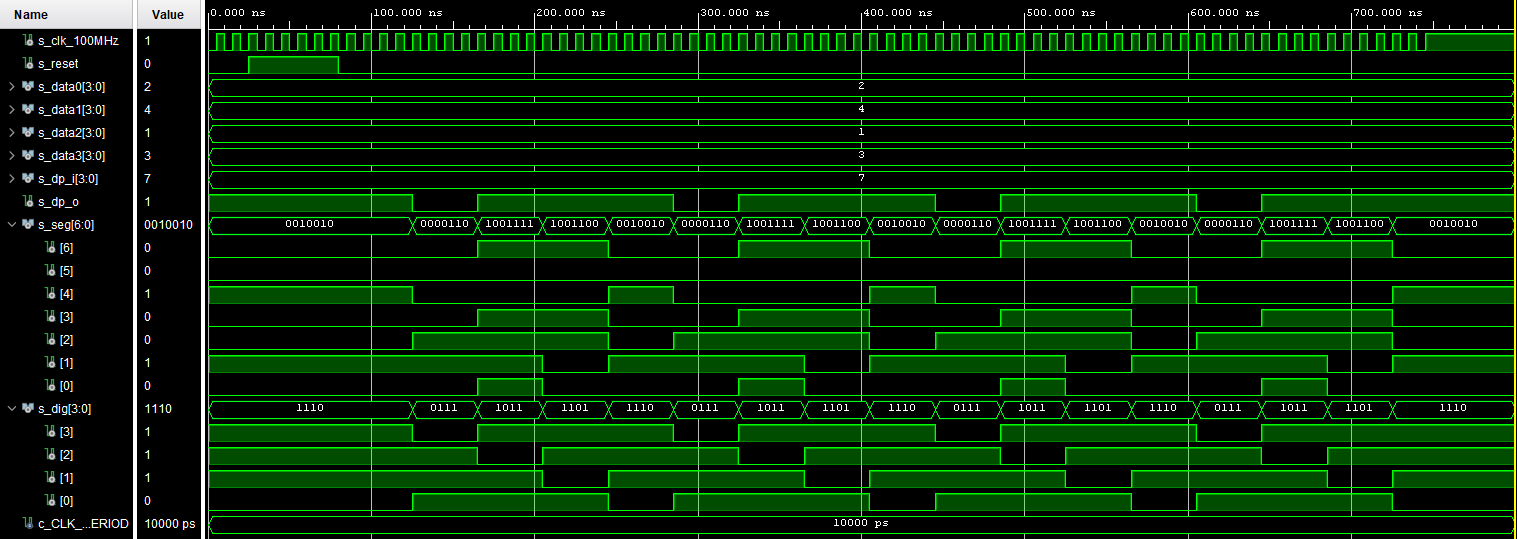 Name Value 0.000 ns 100.000 ns 200.000 ns 300.000 ns 400.000 ns 500.000 ns 600.000 ns 700.000 ns
s_clk_100MHz 1
s_reset 0
s_data0[3:0] 2 2
s_data1[3:0] 4 4
s_data2[3:0] 1 1
s_data3[3:0] 3 3
s_dp_i[3:0] 7 7
s_dp_o 1
s_seg[6:0] 0010010 0010010 0000110 1001111 1001100 0010010 0000110 1001111 1001100 0010010 0000110 1001111 1001100 0010010 0000110 1001111 1001100 0010010
[6] 0
[5] 0
[4] 1
[3] 0
[2] 0
[1] 1
[0] 0
s_dig[3:0] 1110 1110 0111 1011 1101 1110 0111 1011 1101 1110 0111 1011 1101 1110 0111 1011 1101 1110
[3] 1
[2] 1
[1] 1
[0] 0
c_CLK_...ERIOD 10000 ps 10000 ps